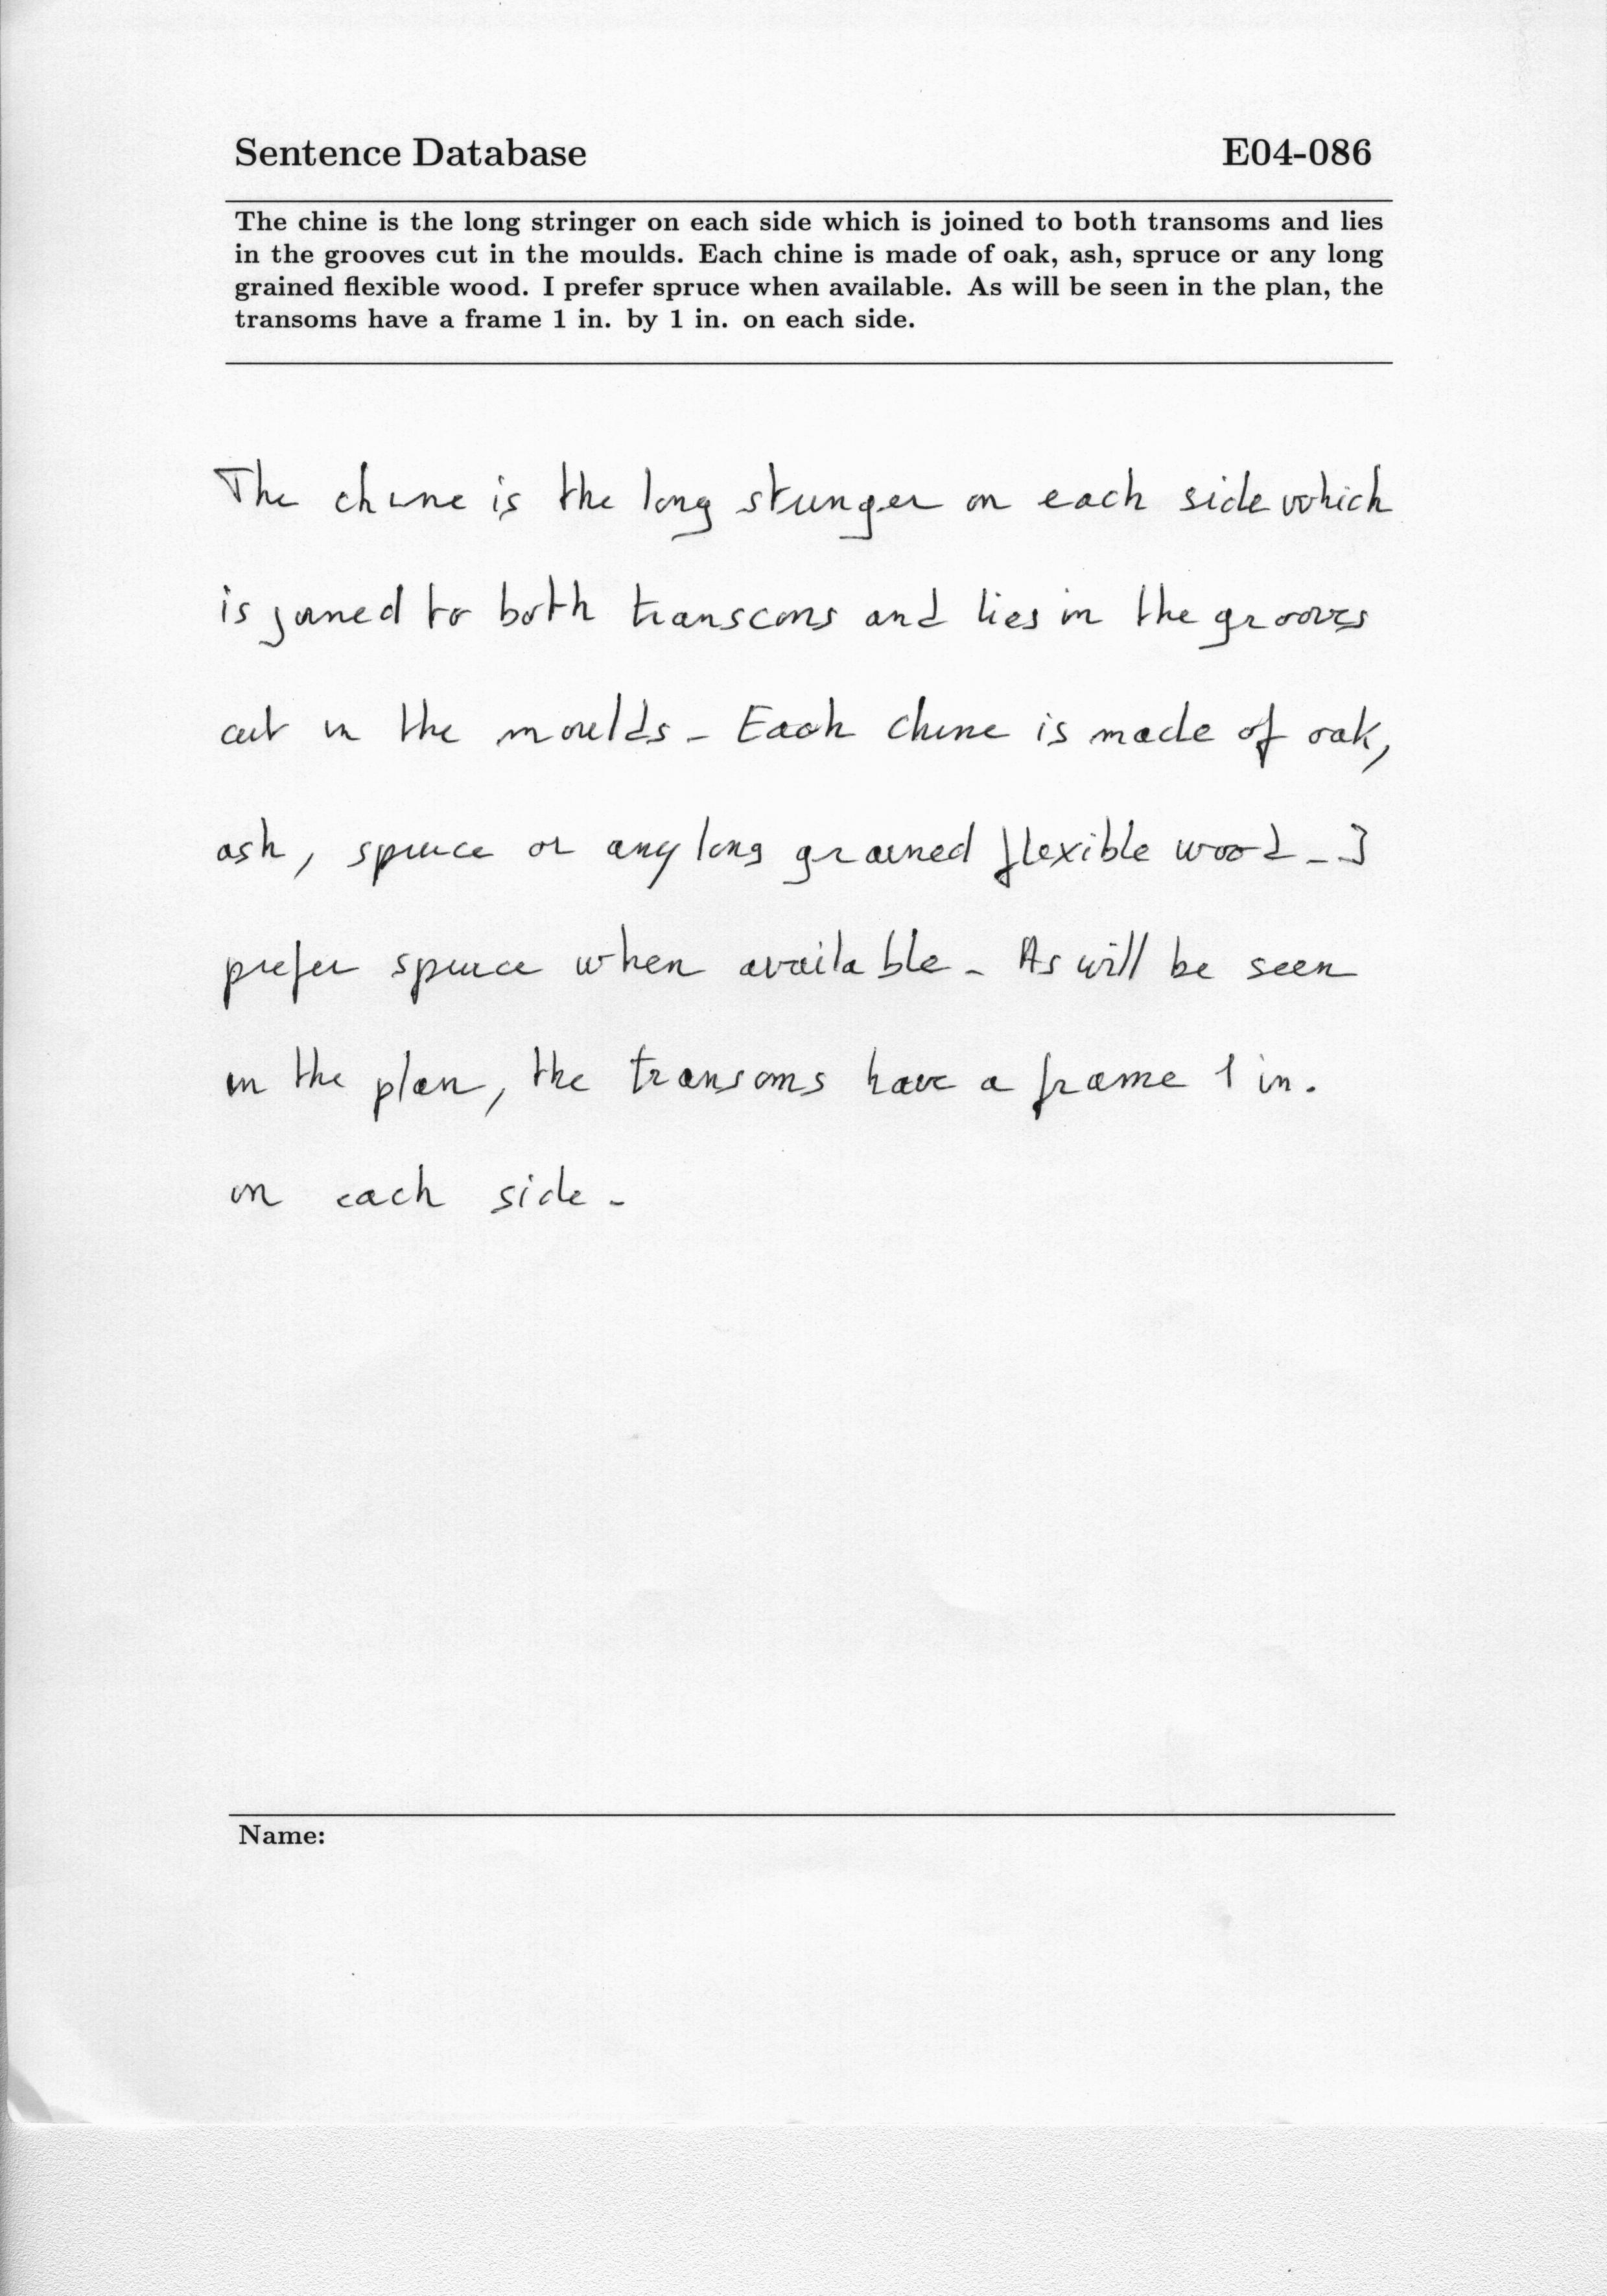 Sentence Database E04-086
The chine is the long stringer on each side which is joined to both transoms and lies
in the grooves cut in the moulds. Each chine is made of oak, ash, spruce or any long
grained flexible wood. I prefer spruce when available. As will be seen in the plan, the
transoms have a frame 1 in. by 1 in. on each side.
The chine is the long stringer on each side which
is joined to both transcoms and lies in the grooves
cut in the moulds. Each chine is made of oak,
ash, spruce or any long grained flexible wood. I
prefer spruce when available. As will be seen
in the plan, the transoms have a frame 1 in.
on each side.
Name: